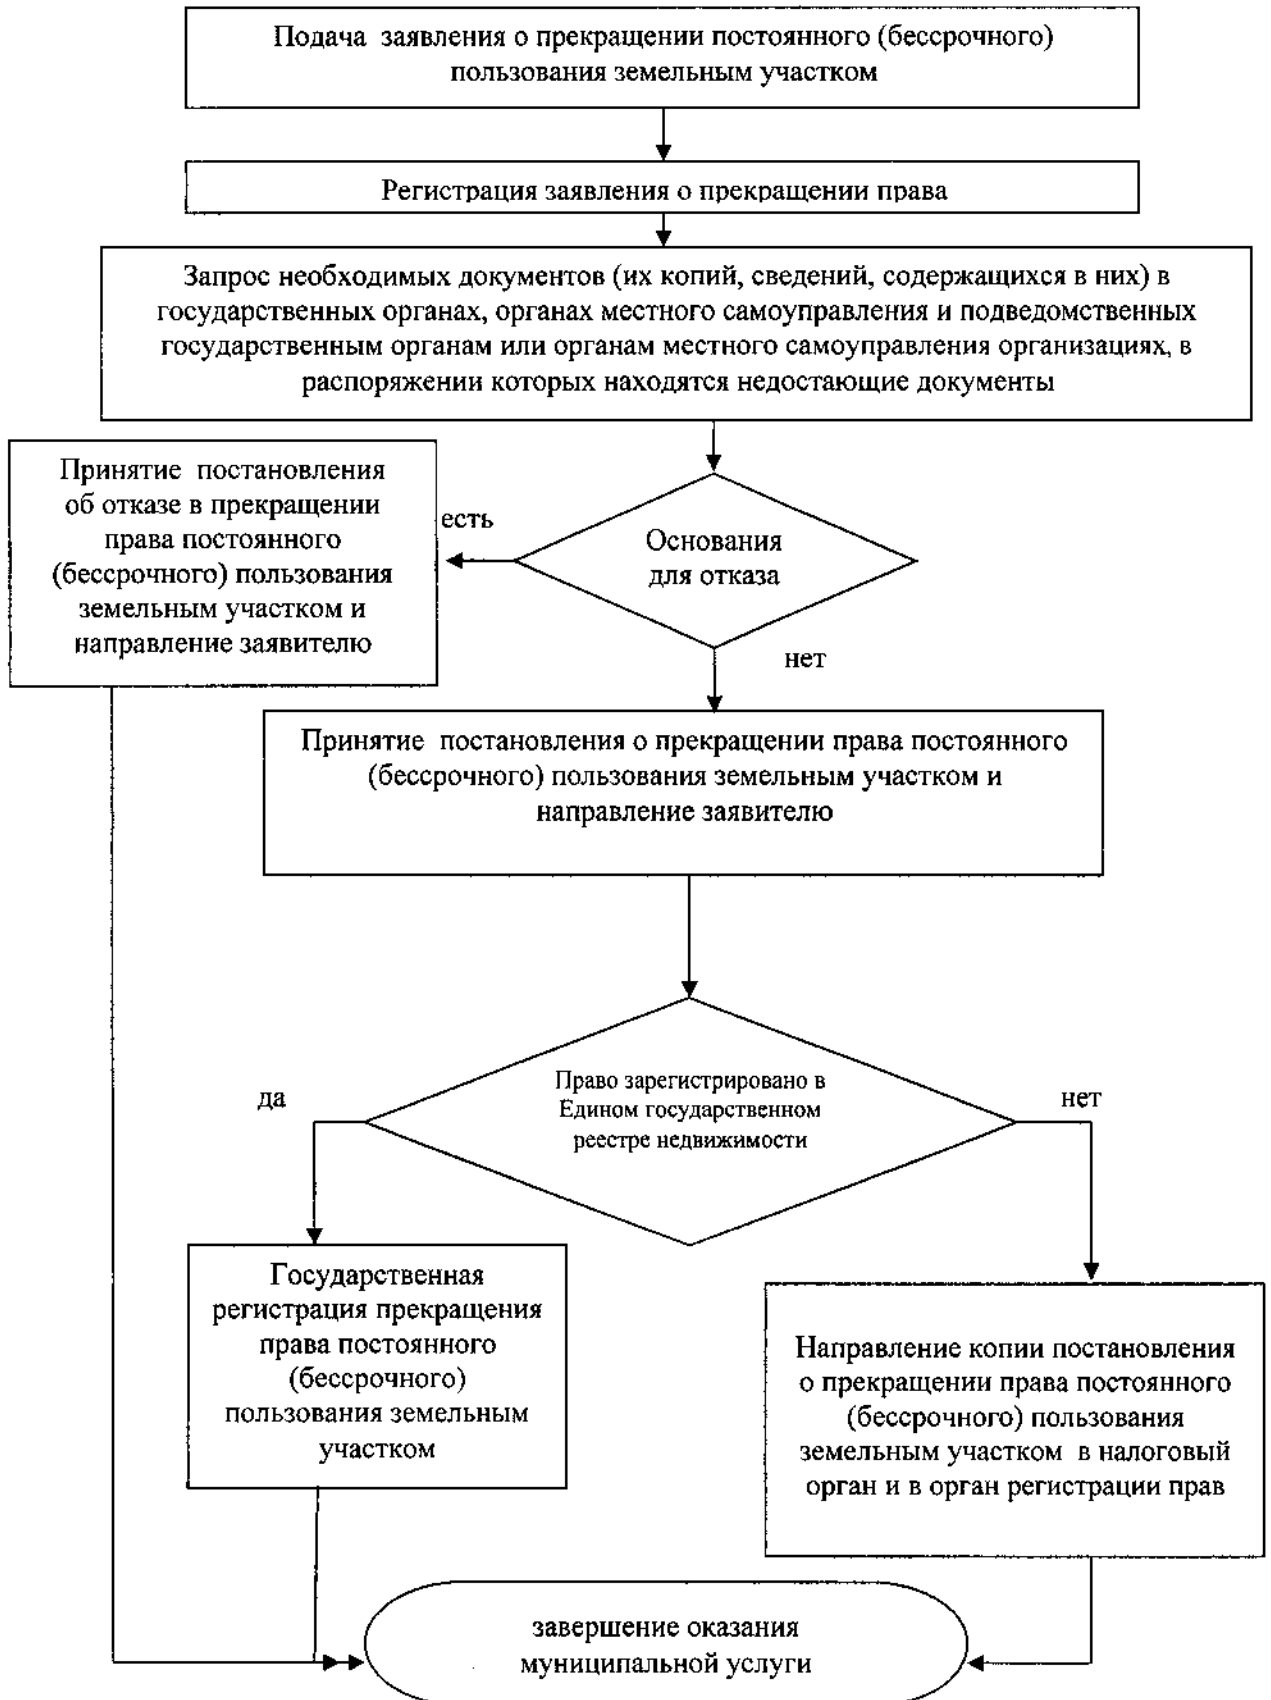 Подача заявления о прекращении постоянного (бессрочного)
пользования земельным участком
Регистрация заявления о прекращении права
Запрос необходимых документов (их копий, сведений, содержащихся в них) в
государственных органах, органах местного самоуправления и подведомственных
государственным органам или органам местного самоуправления организациях, в
распоряжении которых находятся недостающие документы
Принятие постановления
об отказе в прекращении
права постоянного
(бессрочного) пользования
земельным участком и
направление заявителю
есть
Основания
для отказа
нет
Принятие постановления о прекращении права постоянного
(бессрочного) пользования земельным участком и
направление заявителю
да
Право зарегистрировано в
Едином государственном
реестре недвижимости
нет
Государственная
регистрация прекращения
права постоянного
(бессрочного)
пользования земельным
участком
Направление копии постановления
о прекращении права постоянного
(бессрочного) пользования
земельным участком в налоговый
орган и в орган регистрации прав
завершение оказания
муниципальной услуги